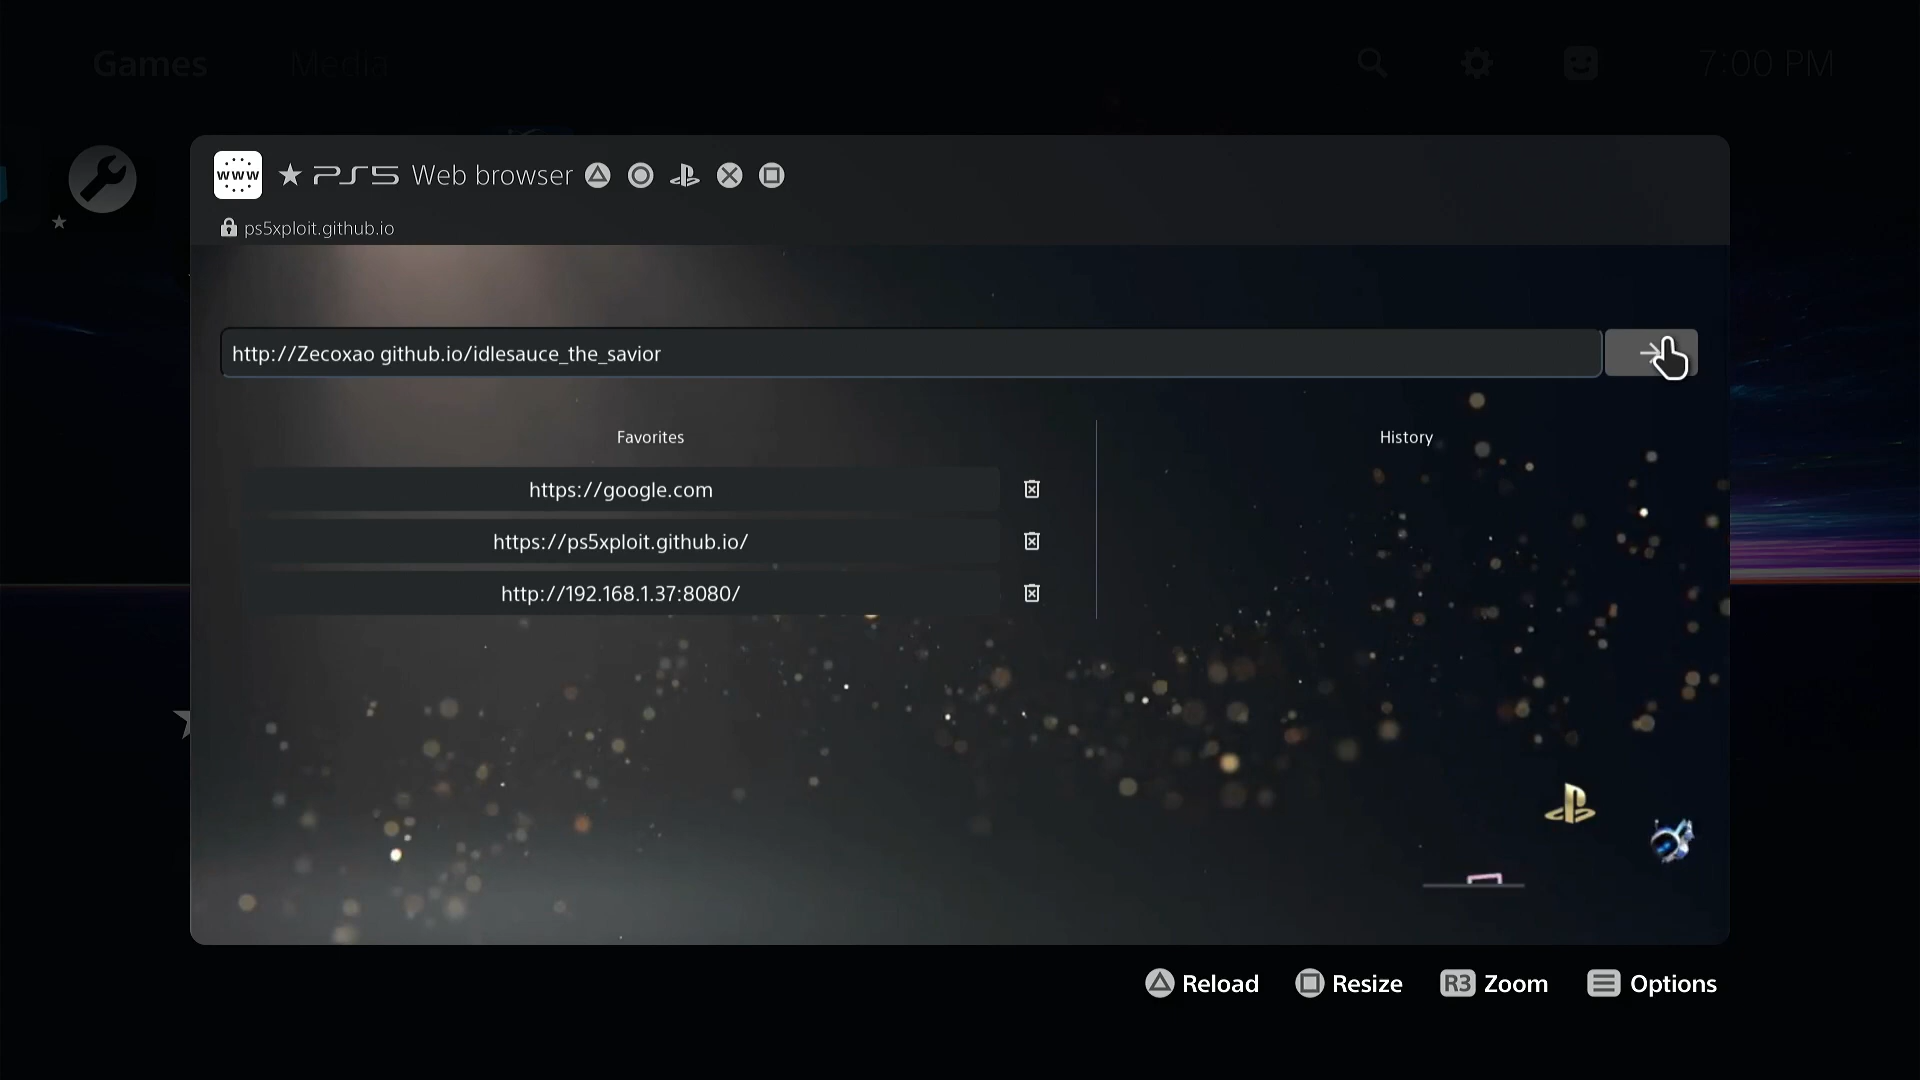 Games Media 7:00 PM
www ★ PS5 Web browser
ps5xploit.github.io
http://Zecoxao github.io/idlesauce_the_savior
Favorites
History
https://google.com
https://ps5xploit.github.io/
http://192.168.1.37:8080/
Reload Resize R3 Zoom Options